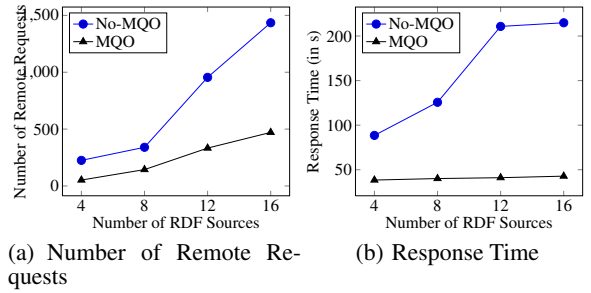 1,500
1,000
500
0
4
8
12
16
Number of RDF Sources
Number of Remote Requests
No-MQO
MQO
200
150
100
50
4
8
12
16
Number of RDF Sources
Response Time (in s)
No-MQO
MQO
(a) Number of Remote Re-
quests
(b) Response Time